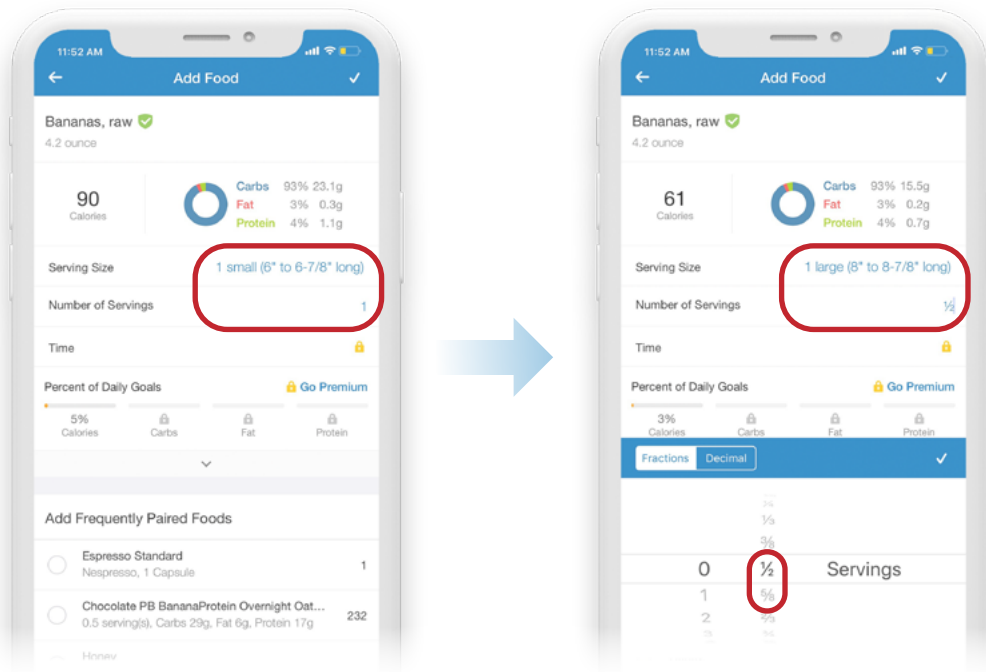 11:52 AM
Add Food
Bananas, raw
4.2 ounce
90
Calories
Carbs 93% 23.1g
Fat 3% 0.3g
Protein 4% 1.1g
Serving Size 1 small (6" to 6-7/8" long)
Number of Servings 1
Time
Percent of Daily Goals Go Premium
5%
Calories Carbs Fat Protein
Add Frequently Paired Foods
Espresso Standard
Nespresso, 1 Capsule 1
Chocolate PB BananaProtein Overnight Oat...
0.5 serving(s), Carbs 29g, Fat 6g, Protein 17g 232
Honey
11:52 AM
Add Food
Bananas, raw
4.2 ounce
61
Calories
Carbs 93% 15.5g
Fat 3% 0.2g
Protein 4% 0.7g
Serving Size 1 large (8" to 8-7/8" long)
Number of Servings ½
Time
Percent of Daily Goals Go Premium
3%
Calories Carbs Fat Protein
Fractions Decimal
⅓
⅜
0 ½ Servings
1 ⅝
2 ⅔
3